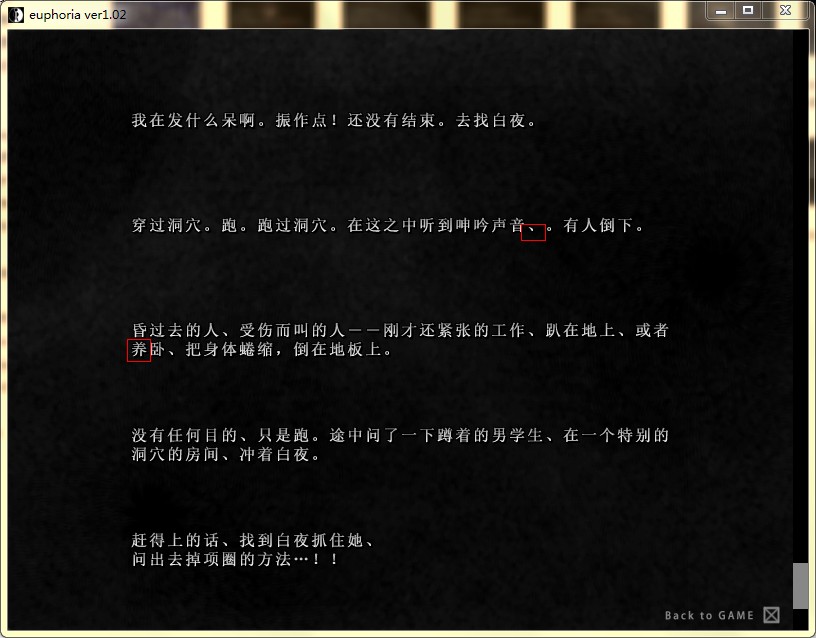 euphoria ver1.02
我在发什么呆啊。振作点！还没有结束。去找白夜。
穿过洞穴。跑。跑过洞穴。在这之中听到呻吟声音、。有人倒下。
昏过去的人、受伤而叫的人－－刚才还紧张的工作、趴在地上、或者
养卧、把身体蜷缩，倒在地板上。
没有任何目的、只是跑。途中问了一下蹲着的男学生、在一个特别的
洞穴的房间、冲着白夜。
赶得上的话、找到白夜抓住她、
问出去掉项圈的方法…！！
Back to GAME